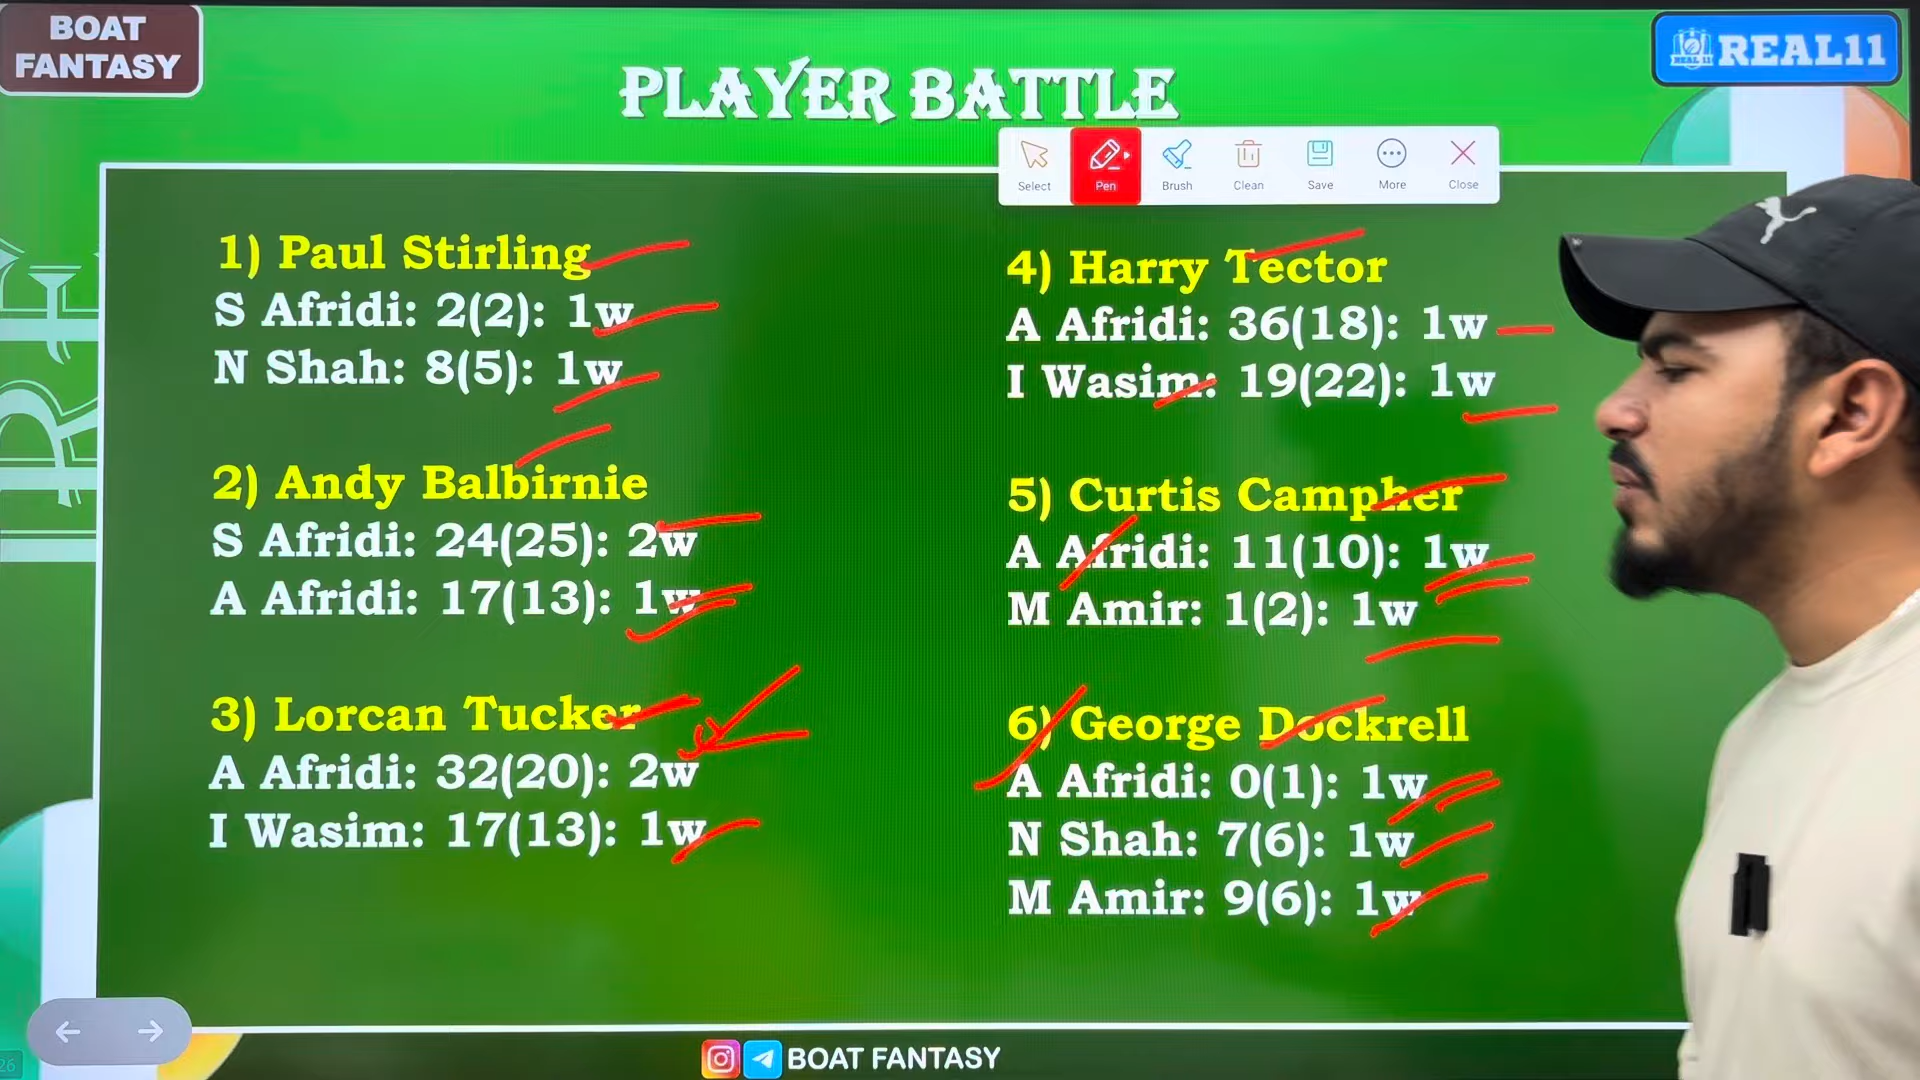 BOAT
FANTASY
PLAYER BATTLE
REAL11
REAL 11
Select
Pen
Brush
Clean
Save
More
Close
1) Paul Stirling
S Afridi: 2(2): 1w
N Shah: 8(5): 1w
2) Andy Balbirnie
S Afridi: 24(25): 2w
A Afridi: 17(13): 1w
3) Lorcan Tucker
A Afridi: 32(20): 2w
I Wasim: 17(13): 1w
4) Harry Tector
A Afridi: 36(18): 1w
I Wasim: 19(22): 1w
5) Curtis Campher
A Afridi: 11(10): 1w
M Amir: 1(2): 1w
6) George Dockrell
A Afridi: 0(1): 1w
N Shah: 7(6): 1w
M Amir: 9(6): 1w
26
BOAT FANTASY